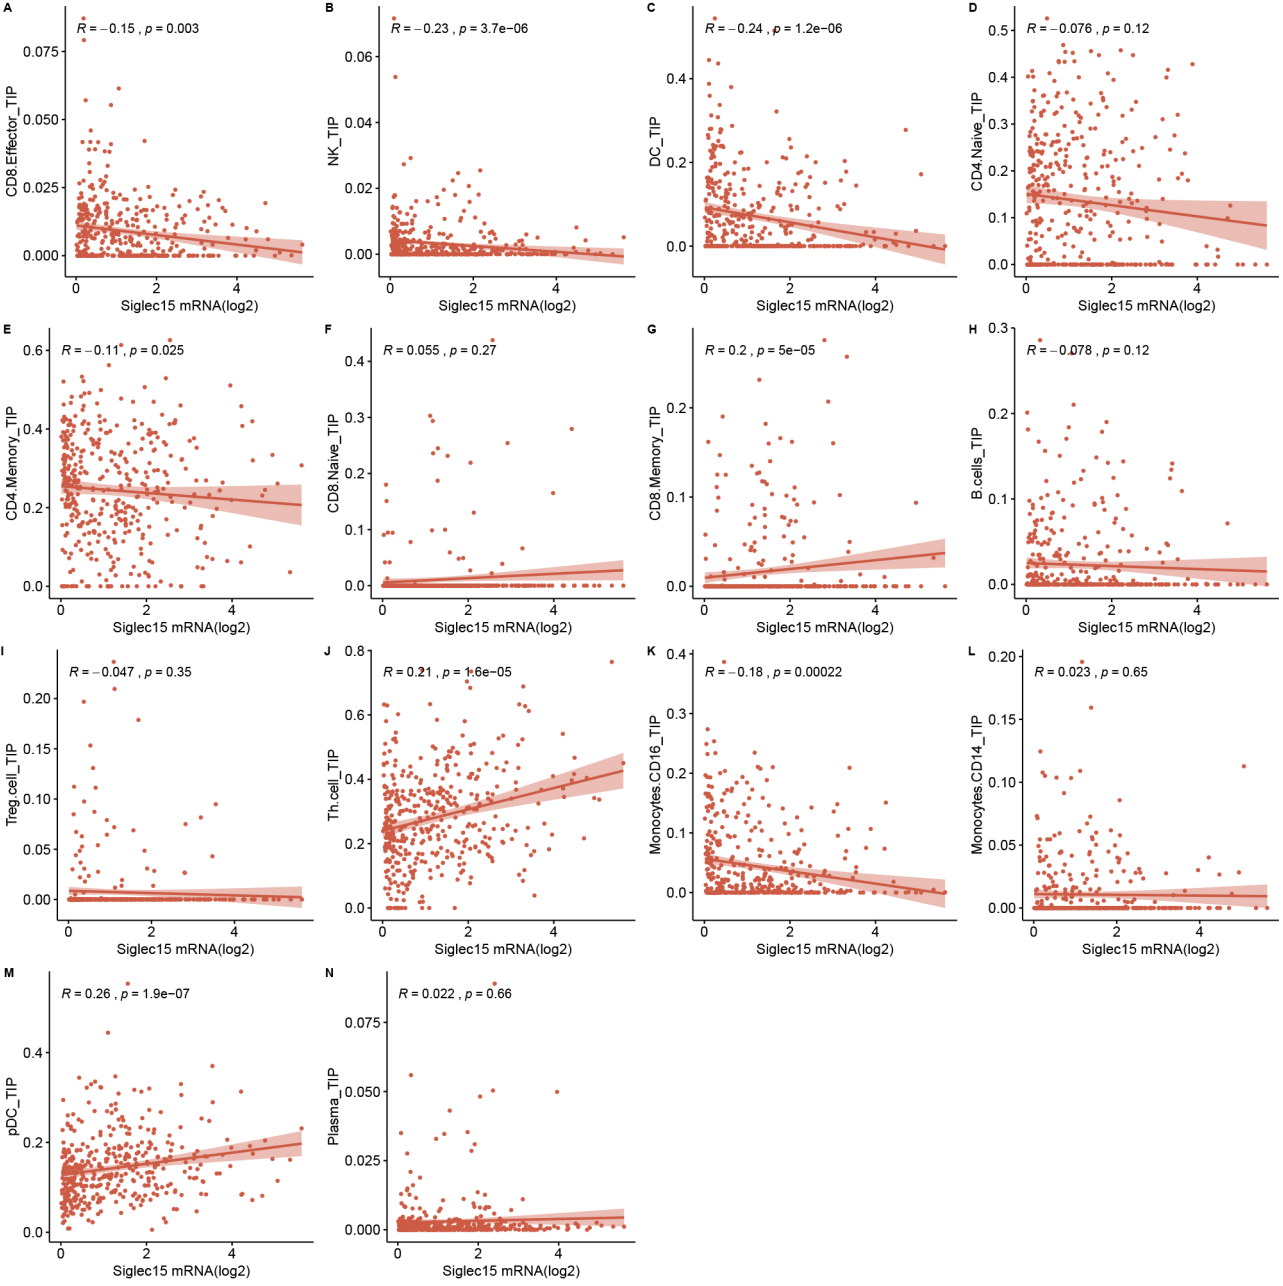 A
R = −0.15 , p = 0.003
CD8.Effector_TIP
0.075
0.050
0.025
0.000
0 2 4
Siglec15 mRNA(log2)
B
R = −0.23 , p = 3.7e−06
NK_TIP
0.06
0.04
0.02
0.00
0 2 4
Siglec15 mRNA(log2)
C
R = −0.24 , p = 1.2e−06
DC_TIP
0.4
0.2
0.0
0 2 4
Siglec15 mRNA(log2)
D
R = −0.076 , p = 0.12
CD4.Naive_TIP
0.5
0.4
0.3
0.2
0.1
0.0
0 2 4
Siglec15 mRNA(log2)
E
R = −0.11 , p = 0.025
CD4.Memory_TIP
0.6
0.4
0.2
0.0
0 2 4
Siglec15 mRNA(log2)
F
R = 0.055 , p = 0.27
CD8.Naive_TIP
0.4
0.3
0.2
0.1
0.0
0 2 4
Siglec15 mRNA(log2)
G
R = 0.2 , p = 5e−05
CD8.Memory_TIP
0.2
0.1
0.0
0 2 4
Siglec15 mRNA(log2)
H
R = −0.078 , p = 0.12
B.cells_TIP
0.3
0.2
0.1
0.0
0 2 4
Siglec15 mRNA(log2)
I
R = −0.047 , p = 0.35
Treg.cell_TIP
0.20
0.15
0.10
0.05
0.00
0 2 4
Siglec15 mRNA(log2)
J
R = 0.21 , p = 1.6e−05
Th.cell_TIP
0.8
0.6
0.4
0.2
0.0
0 2 4
Siglec15 mRNA(log2)
K
R = −0.18 , p = 0.00022
Monocytes.CD16_TIP
0.4
0.3
0.2
0.1
0.0
0 2 4
Siglec15 mRNA(log2)
L
R = 0.023 , p = 0.65
Monocytes.CD14_TIP
0.20
0.15
0.10
0.05
0.00
0 2 4
Siglec15 mRNA(log2)
M
R = 0.26 , p = 1.9e−07
pDC_TIP
0.4
0.2
0.0
0 2 4
Siglec15 mRNA(log2)
N
R = 0.022 , p = 0.66
Plasma_TIP
0.075
0.050
0.025
0.000
0 2 4
Siglec15 mRNA(log2)